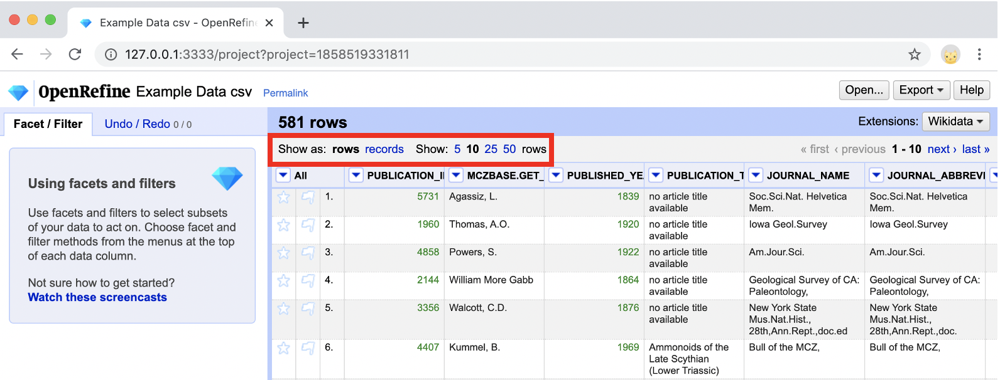 Example Data csv - OpenRefine
127.0.0.1:3333/project?project=1858519331811
OpenRefine Example Data csv Permalink
Open... Export Help
Facet / Filter Undo / Redo 0 / 0
581 rows
Extensions: Wikidata
Show as: rows records Show: 5 10 25 50 rows
« first ‹ previous 1 - 10 next › last »
Using facets and filters
Use facets and filters to select subsets
of your data to act on. Choose facet and
filter methods from the menus at the top
of each data column.
Not sure how to get started?
Watch these screencasts
All PUBLICATION_I MCZBASE.GET_ PUBLISHED_YE PUBLICATION_T JOURNAL_NAME JOURNAL_ABBREVI
1. 5731 Agassiz, L. 1839 no article title Soc.Sci.Nat. Helvetica Soc.Sci.Nat. Helvetica
available Mem. Mem.
2. 1960 Thomas, A.O. 1920 no article title Iowa Geol.Survey Iowa Geol.Survey
available
3. 4858 Powers, S. 1922 no article title Am.Jour.Sci. Am.Jour.Sci.
available
4. 2144 William More Gabb 1864 no article title Geological Survey of CA: Geological Survey of CA:
available Paleontology, Paleontology,
5. 3356 Walcott, C.D. 1876 no article title New York State New York State
available Mus.Nat.Hist., Mus.Nat.Hist.,
28th,Ann.Rept.,doc.ed 28th,Ann.Rept.,doc.
6. 4407 Kummel, B. 1969 Ammonoids of the Bull of the MCZ, Bull of the MCZ,
Late Scythian
(Lower Triassic)